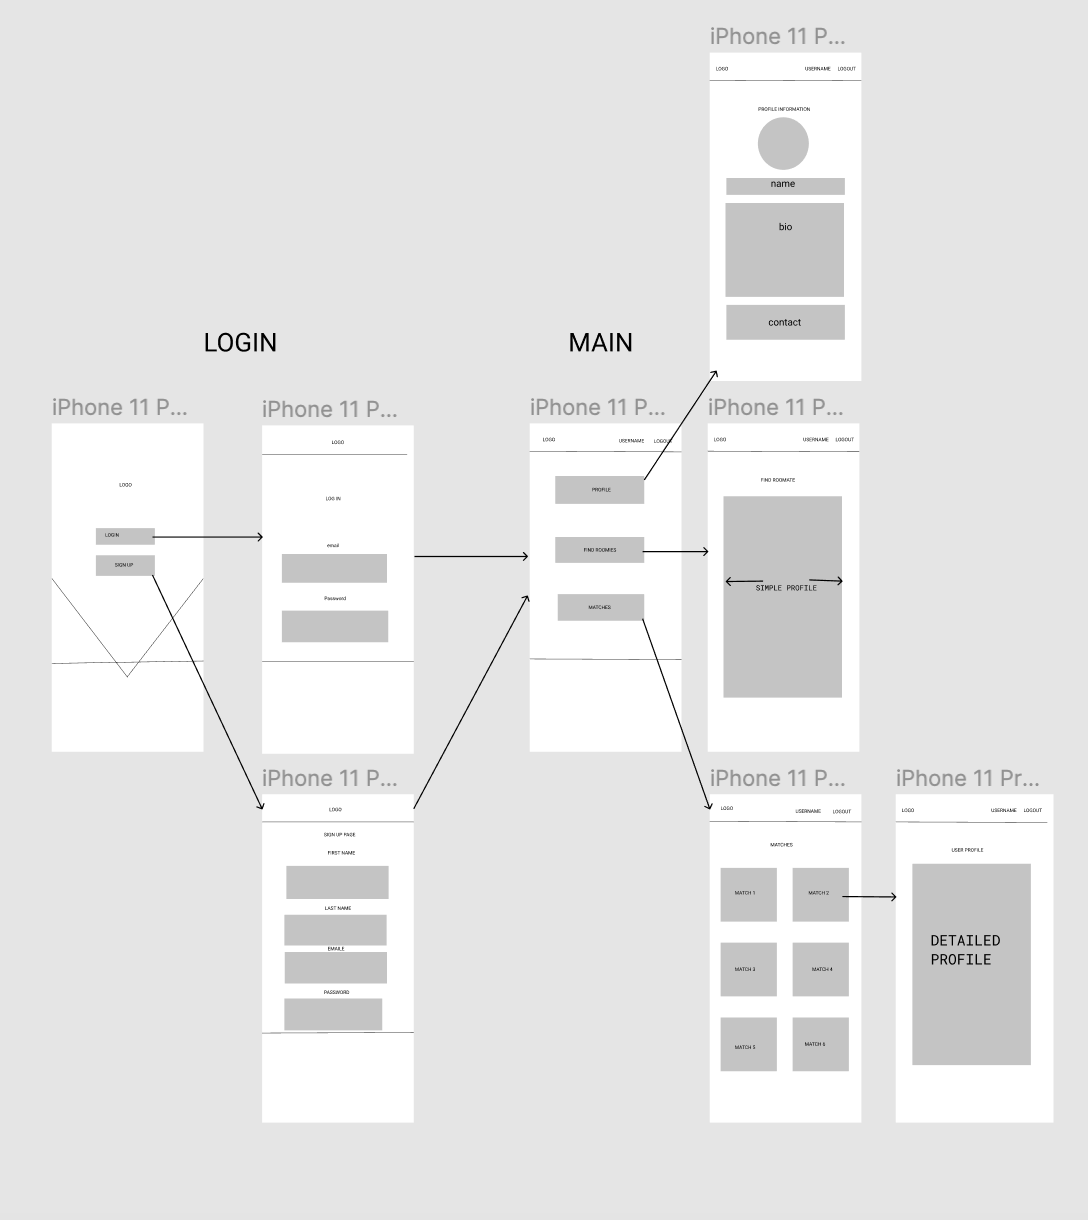 iPhone 11 P...
LOGO
USERNAME
LOGOUT
PROFILE INFORMATION
name
bio
contact
LOGIN
MAIN
iPhone 11 P...
LOGO
LOGIN
SIGN UP
iPhone 11 P...
LOGO
LOG IN
email
Password
iPhone 11 P...
LOGO
USERNAME
LOGOUT
PROFILE
FIND ROOMIES
MATCHES
iPhone 11 P...
LOGO
USERNAME
LOGOUT
FIND ROOMATE
SIMPLE PROFILE
iPhone 11 P...
LOGO
SIGN UP PAGE
FIRST NAME
LAST NAME
EMAILE
PASSWORD
iPhone 11 P...
LOGO
USERNAME
LOGOUT
MATCHES
MATCH 1
MATCH 2
MATCH 3
MATCH 4
MATCH 5
MATCH 6
iPhone 11 Pr...
LOGO
USERNAME
LOGOUT
USER PROFILE
DETAILED
PROFILE